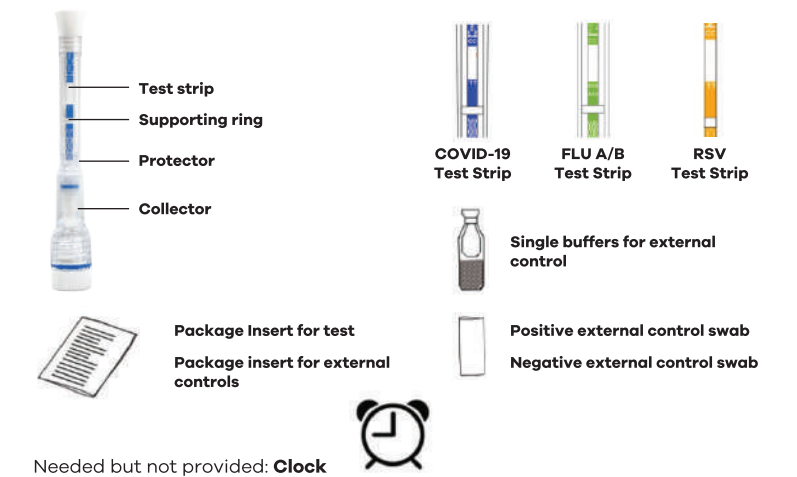 Test strip
Supporting ring
Protector
Collector
COVID-19
Test Strip
FLU A/B
Test Strip
RSV
Test Strip
Single buffers for external
control
Package Insert for test
Package insert for external
controls
Positive external control swab
Negative external control swab
Needed but not provided: Clock